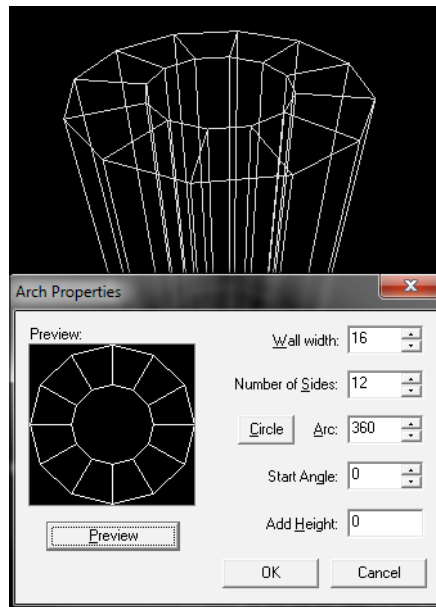 Arch Properties
Preview:
Wall width: 16
Number of Sides: 12
Circle Arc: 360
Start Angle: 0
Add Height: 0
Preview
OK Cancel